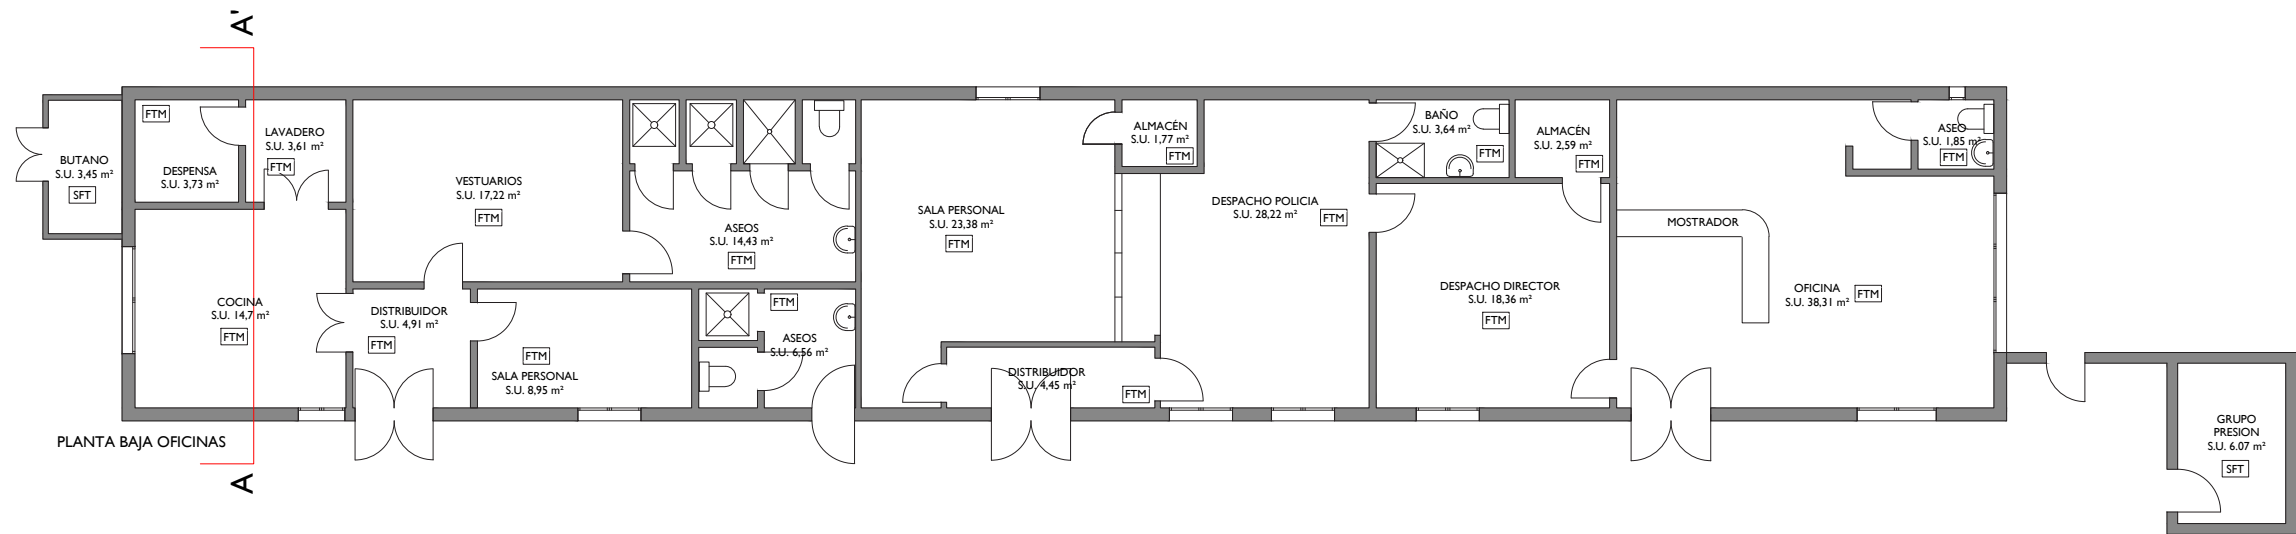 A'
BUTANO
S.U. 3,45 m²
SFT
FTM
DESPENSA
S.U. 3,73 m²
LAVADERO
S.U. 3,61 m²
FTM
VESTUARIOS
S.U. 17,22 m²
FTM
ASEOS
S.U. 14,43 m²
FTM
SALA PERSONAL
S.U. 23,38 m²
FTM
ALMACÉN
S.U. 1,77 m²
FTM
DESPACHO POLICIA
S.U. 28,22 m²
FTM
BAÑO
S.U. 3,64 m²
FTM
ALMACÉN
S.U. 2,59 m²
FTM
ASEO
S.U. 1,85 m²
FTM
MOSTRADOR
COCINA
S.U. 14,7 m²
FTM
DISTRIBUIDOR
S.U. 4,91 m²
FTM
FTM
SALA PERSONAL
S.U. 8,95 m²
FTM
ASEOS
S.U. 6,56 m²
DISTRIBUIDOR
S.U. 4,45 m²
FTM
DESPACHO DIRECTOR
S.U. 18,36 m²
FTM
OFICINA
S.U. 38,31 m²
FTM
GRUPO
PRESION
S.U. 6.07 m²
SFT
PLANTA BAJA OFICINAS
A